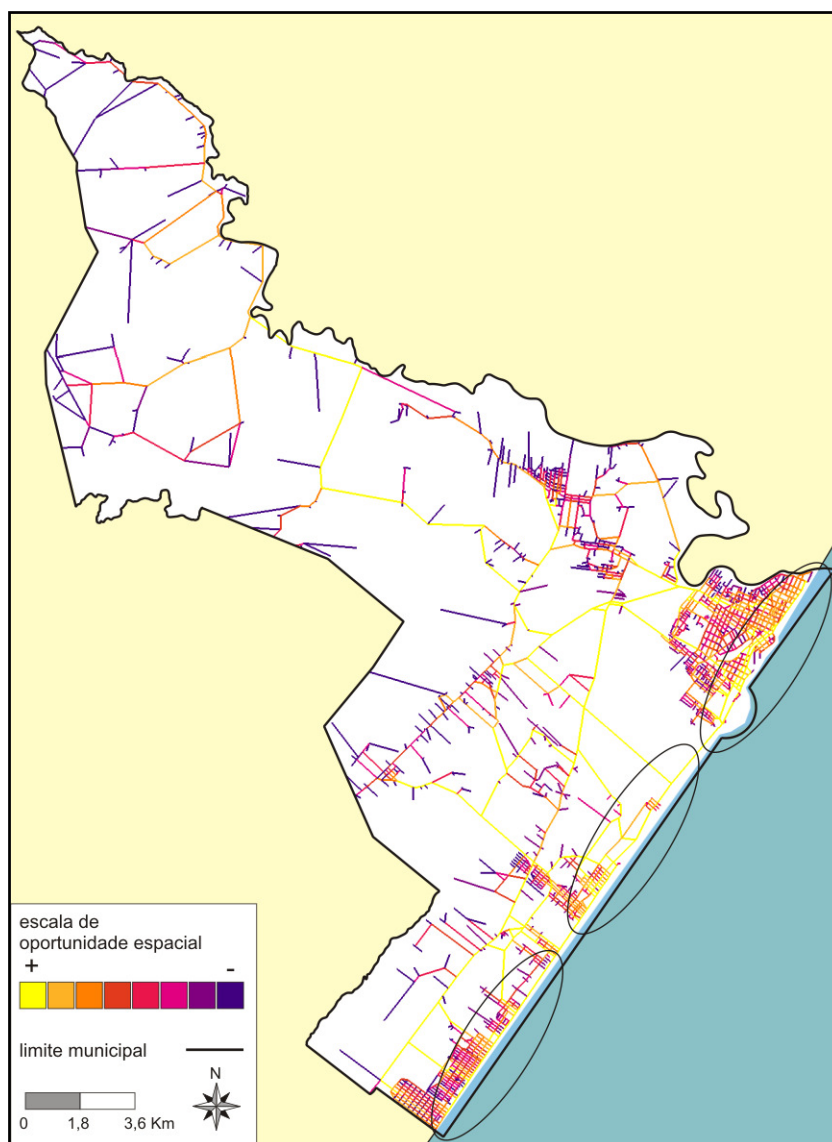 escala de
oportunidade espacial
+ -
limite municipal
N
0 1,8 3,6 Km